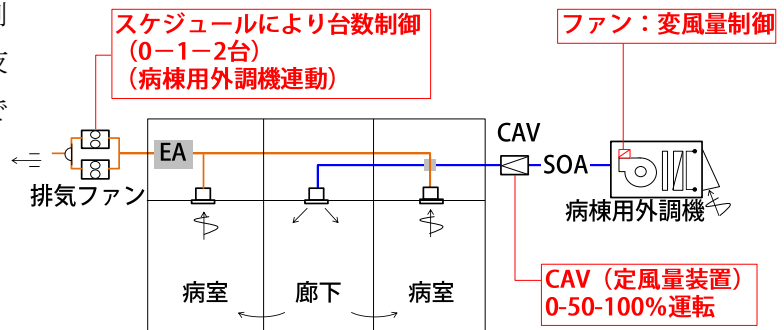 スケジュールにより台数制御
（0－1－2台）
（病棟用外調機連動）
ファン：変風量制御
CAV
EA
SOA
排気ファン
病棟用外調機
病室
廊下
病室
CAV（定風量装置）
0-50-100%運転